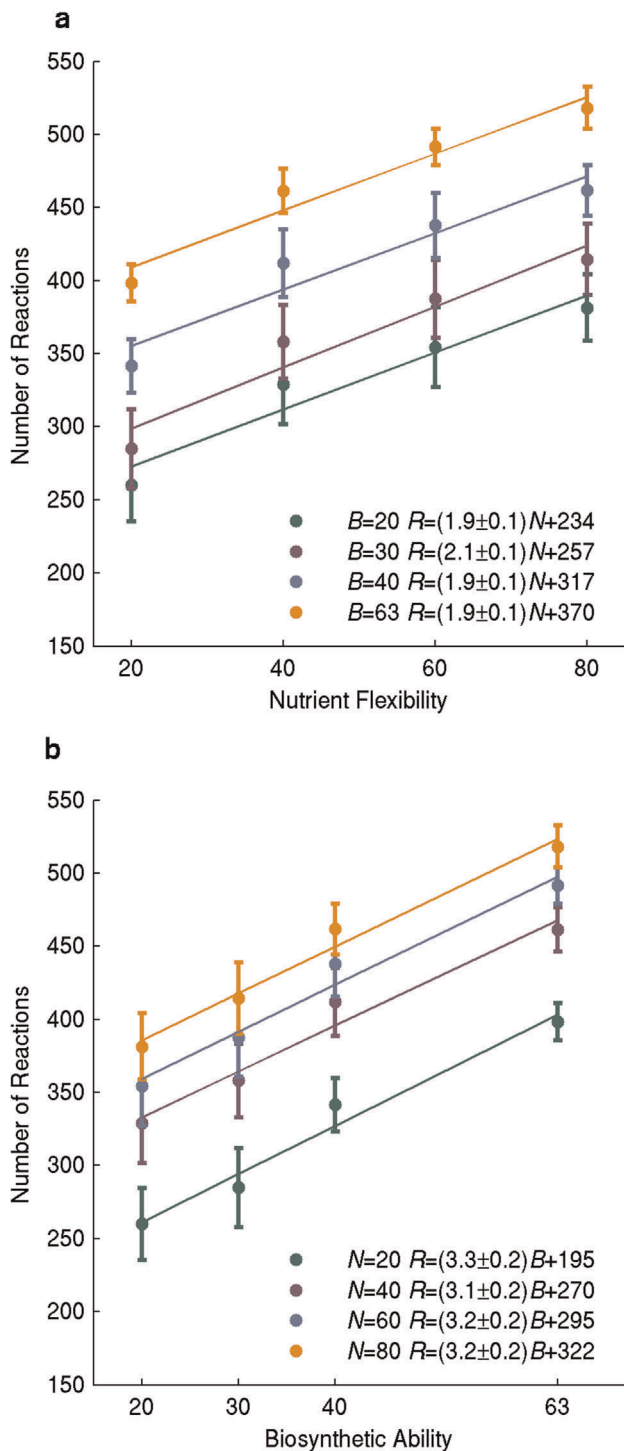 a
550
500
450
400
350
300
250
200
150
Number of Reactions
B=20 R=(1.9±0.1)N+234
B=30 R=(2.1±0.1)N+257
B=40 R=(1.9±0.1)N+317
B=63 R=(1.9±0.1)N+370
20 40 60 80
Nutrient Flexibility
b
550
500
450
400
350
300
250
200
150
Number of Reactions
N=20 R=(3.3±0.2)B+195
N=40 R=(3.1±0.2)B+270
N=60 R=(3.2±0.2)B+295
N=80 R=(3.2±0.2)B+322
20 30 40 63
Biosynthetic Ability